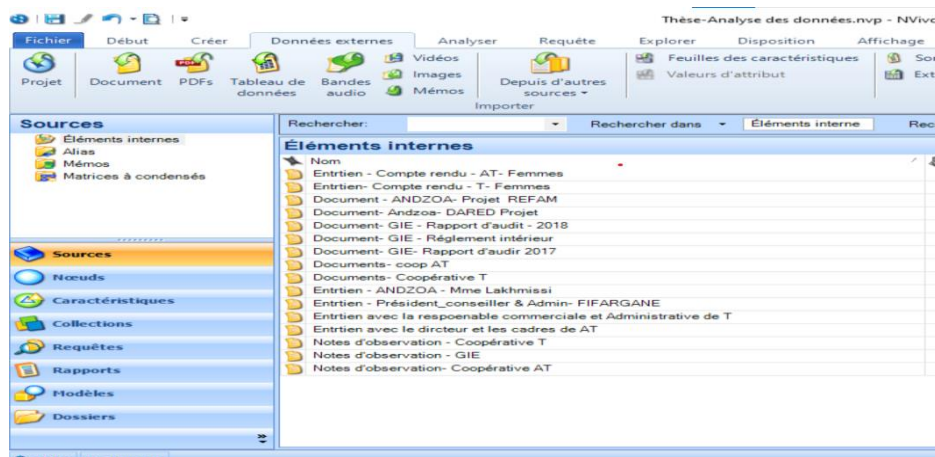 Thèse-Analyse des données.nvp - NVivo
Fichier Début Créer Données externes Analyser Requête Explorer Disposition Affichage
Projet Document PDFs Tableau de données Bandes audio Vidéos Images Mémos Depuis d'autres sources Feuilles des caractéristiques Valeurs d'attribut
Importer
Sources
Éléments internes
Alias
Mémos
Matrices à condensés
Sources
Nœuds
Caractéristiques
Collections
Requêtes
Rapports
Modèles
Dossiers
Rechercher: Rechercher dans Éléments interne
Éléments internes
Nom
Entrtien - Compte rendu - AT- Femmes
Entrtien- Compte rendu - T- Femmes
Document - ANDZOA- Projet REFAM
Document- Andzoa- DARED Projet
Document- GIE - Rapport d'audit - 2018
Document- GIE - Réglement intérieur
Document- GIE- Rapport d'audir 2017
Documents- coop AT
Documents- Coopérative T
Entrtien - ANDZOA - Mme Lakhmissi
Entrtien - Président_conseiller & Admin- FIFARGANE
Entrtien avec la respoenable commerciale et Administrative de T
Entrtien avec le dircteur et les cadres de AT
Notes d'observation - Coopérative T
Notes d'observation - GIE
Notes d'observation- Coopérative AT